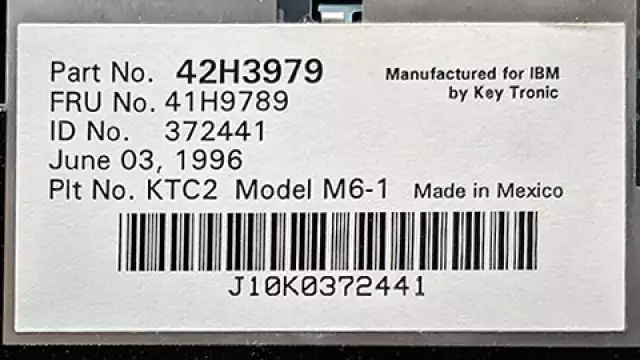 Part No. 42H3979
Manufactured for IBM
by Key Tronic
FRU No. 41H9789
ID No. 372441
June 03, 1996
Plt No. KTC2 Model M6-1 Made in Mexico
J10K0372441